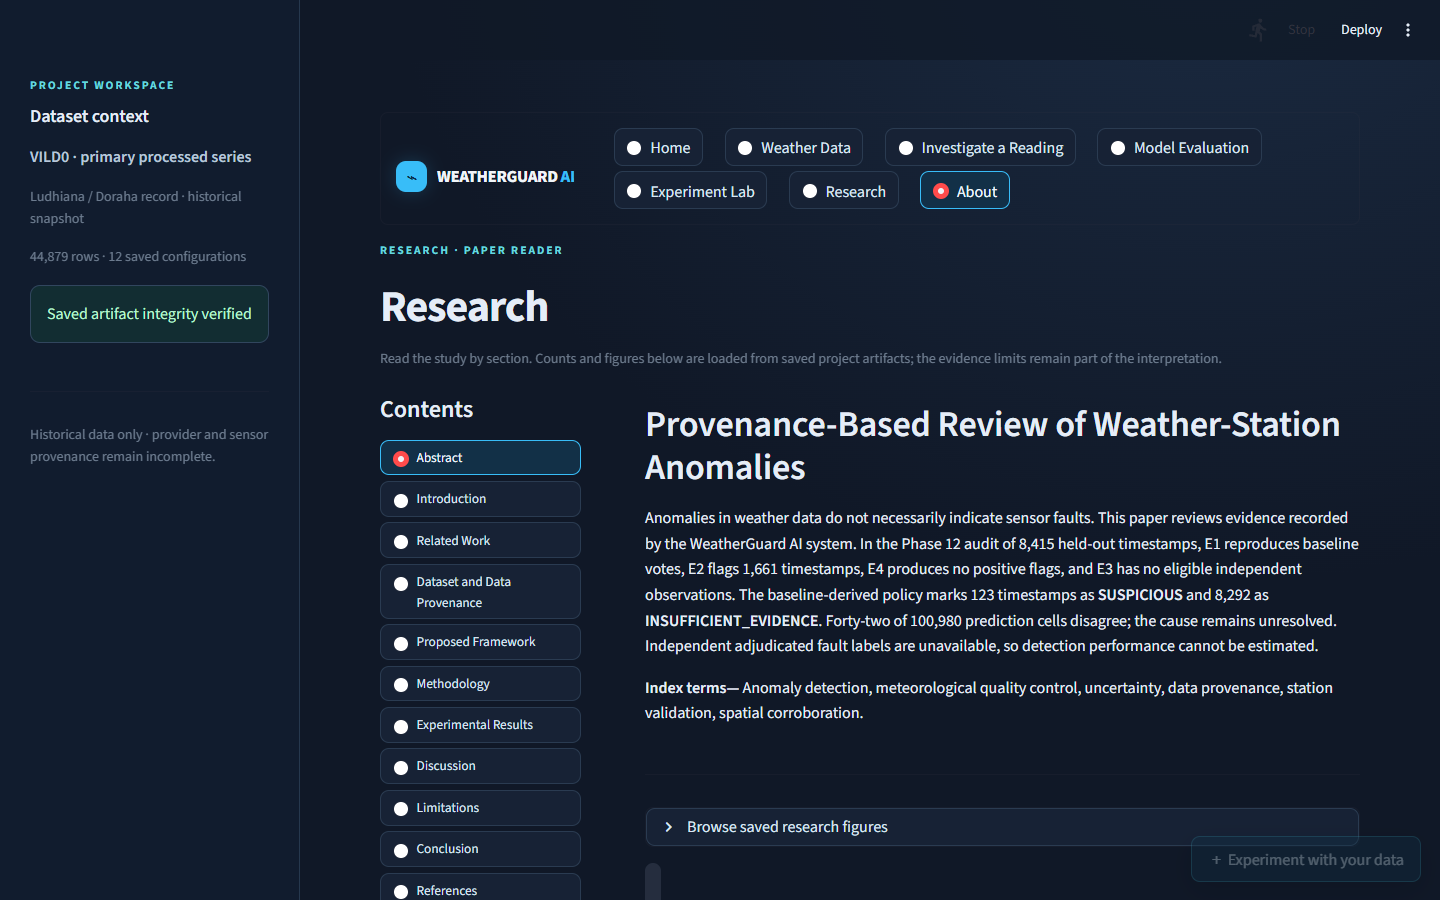 Stop
Deploy
PROJECT WORKSPACE
Dataset context
VILD0 · primary processed series
Ludhiana / Doraha record · historical
snapshot
44,879 rows · 12 saved configurations
Saved artifact integrity verified
Historical data only · provider and sensor
provenance remain incomplete.
WEATHERGUARD AI
Home
Weather Data
Investigate a Reading
Model Evaluation
Experiment Lab
Research
About
RESEARCH · PAPER READER
Research
Read the study by section. Counts and figures below are loaded from saved project artifacts; the evidence limits remain part of the interpretation.
Contents
Abstract
Introduction
Related Work
Dataset and Data
Provenance
Proposed Framework
Methodology
Experimental Results
Discussion
Limitations
Conclusion
References
Provenance-Based Review of Weather-Station
Anomalies
Anomalies in weather data do not necessarily indicate sensor faults. This paper reviews evidence recorded
by the WeatherGuard AI system. In the Phase 12 audit of 8,415 held-out timestamps, E1 reproduces baseline
votes, E2 flags 1,661 timestamps, E4 produces no positive flags, and E3 has no eligible independent
observations. The baseline-derived policy marks 123 timestamps as SUSPICIOUS and 8,292 as
INSUFFICIENT_EVIDENCE. Forty-two of 100,980 prediction cells disagree; the cause remains unresolved.
Independent adjudicated fault labels are unavailable, so detection performance cannot be estimated.
Index terms— Anomaly detection, meteorological quality control, uncertainty, data provenance, station
validation, spatial corroboration.
Browse saved research figures
+ Experiment with your data